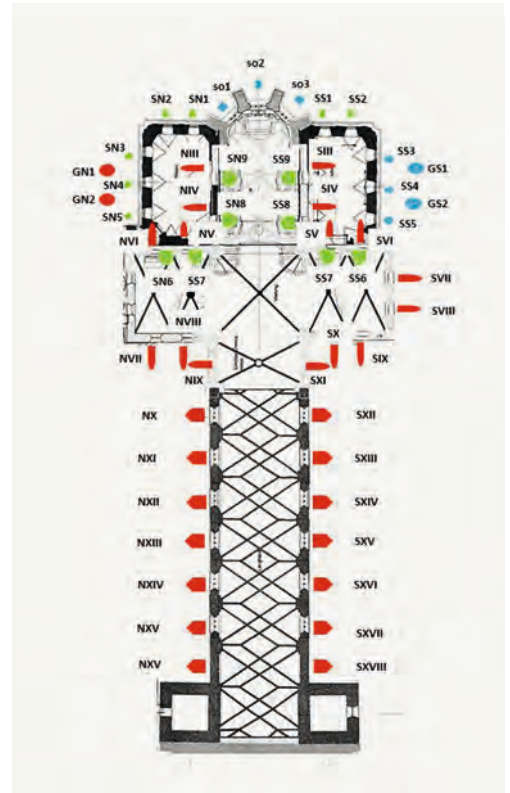 so2
so1 so3
SN2 SN1 SS1 SS2
SN3 NIII SN9 SS9 SIII SS3
GN1 GS1
SN4 NIV SIV SS4
GN2 SN8 SS8 GS2
SN5 SS5
NVI NV SV SVI
SN6 SS7 SS7 SS6 SVII
NVIII SVIII
SX
NVII SIX
NIX SXI
NX SXII
NXI SXIII
NXII SXIV
NXIII SXV
NXIV SXVI
NXV SXVII
NXV SXVIII